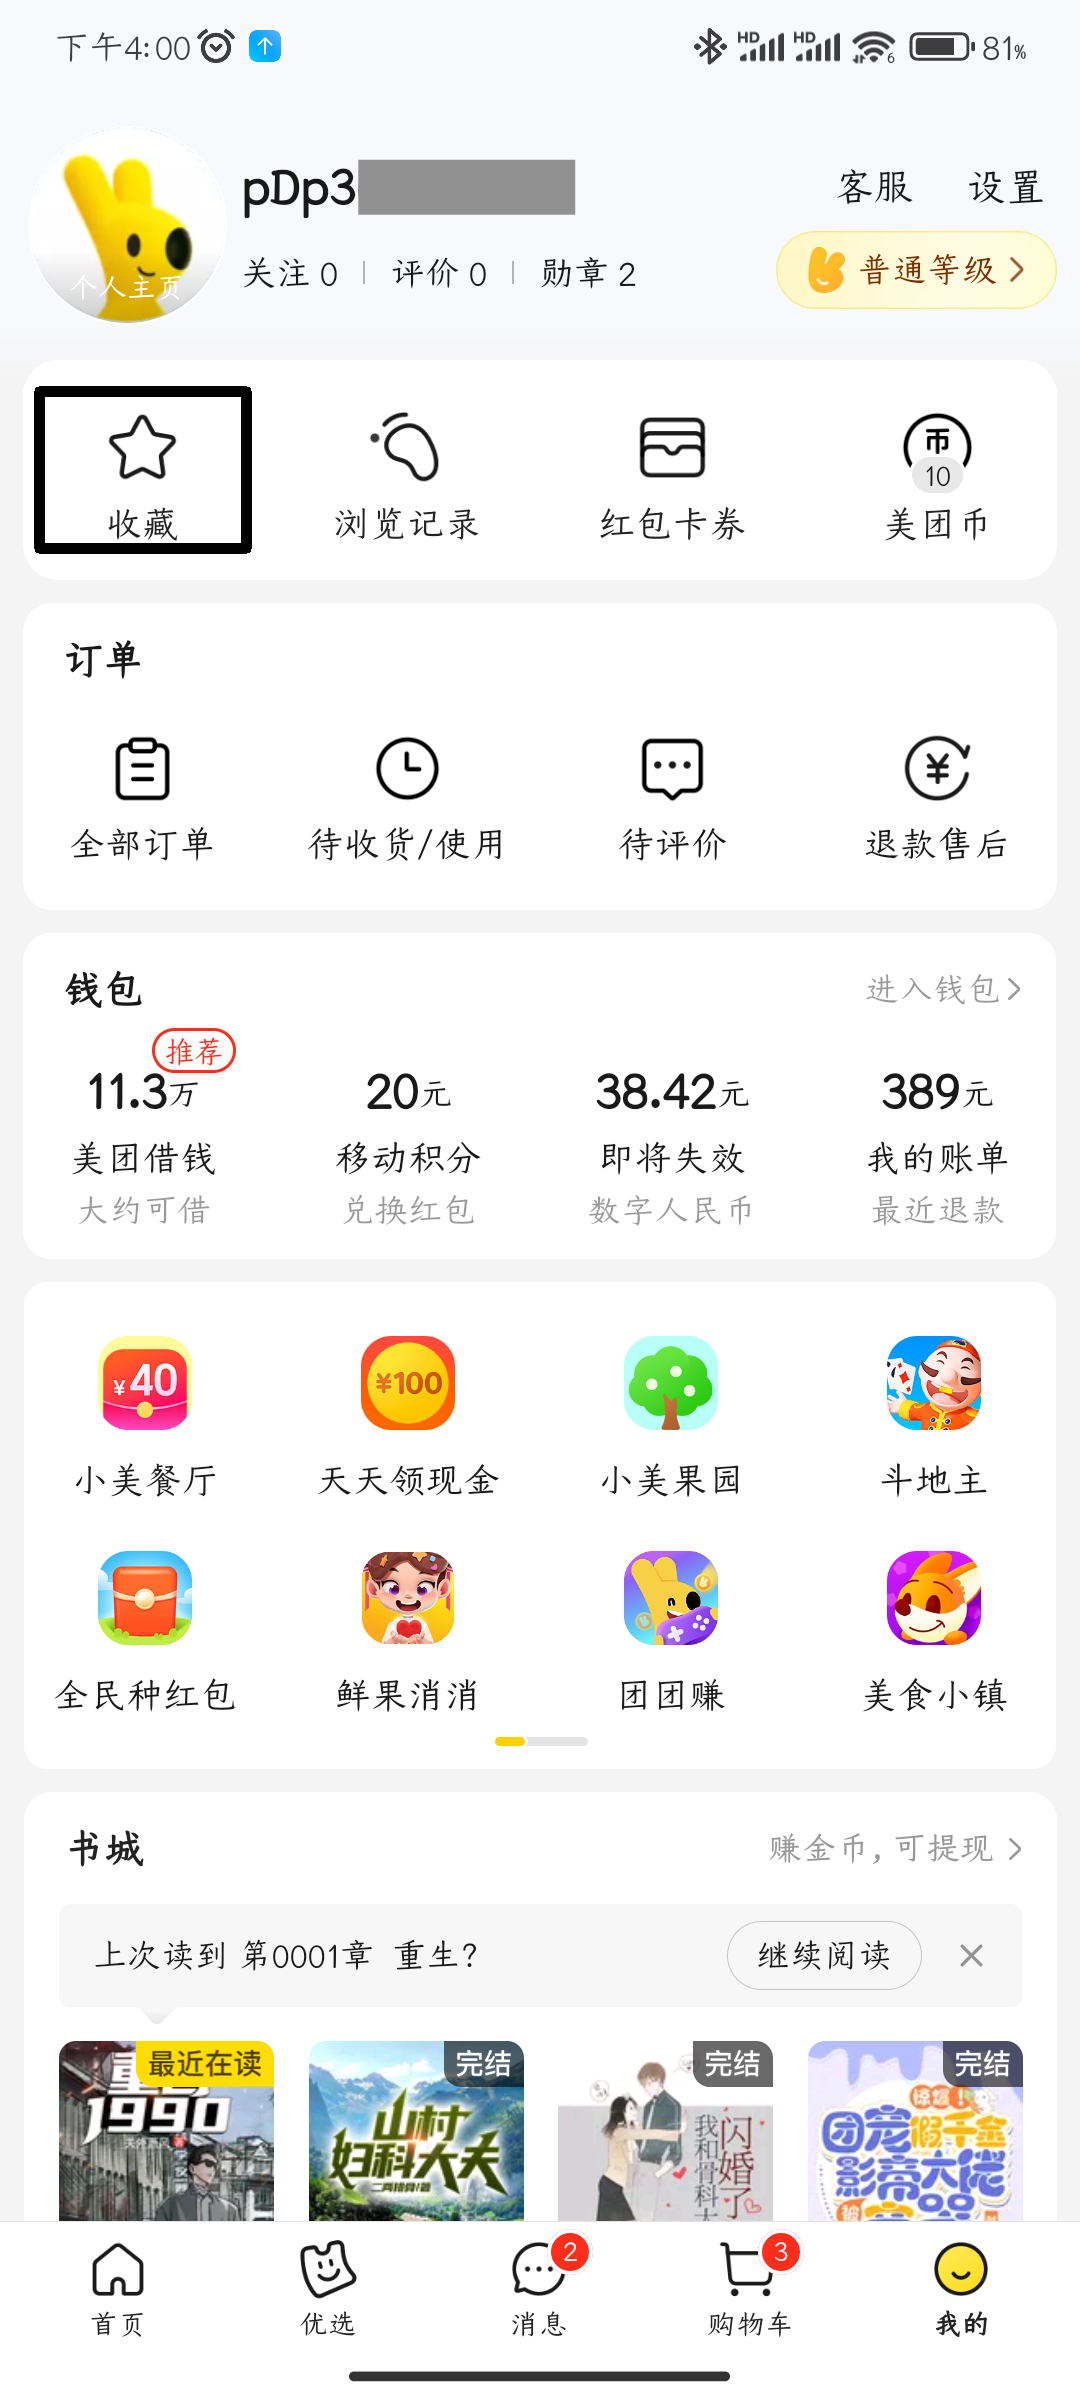 下午4:00
HD HD 6 81%
pDp3
客服 设置
个人主页
关注 0 评价 0 勋章 2
普通等级
收藏 浏览记录 红包卡券 美团币
币
10
订单
全部订单 待收货/使用 待评价 退款售后
钱包
进入钱包
推荐
11.3万 20元 38.42元 389元
美团借钱 移动积分 即将失效 我的账单
大约可借 兑换红包 数字人民币 最近退款
¥40 ¥100
小美餐厅 天天领现金 小美果园 斗地主
全民种红包 鲜果消消 团团赚 美食小镇
书城
赚金币，可提现
上次读到 第0001章 重生？
继续阅读
最近在读 完结 完结 完结
1990
山村
妇科大夫
闪婚了
我和骨科大
惊爆！
团宠假千金
影帝大佬
2 3
首页 优选 消息 购物车 我的